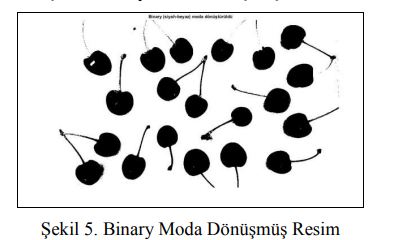 Binary (siyah-beyaz) moda dönüştürüldü
Şekil 5. Binary Moda Dönüşmüş Resim